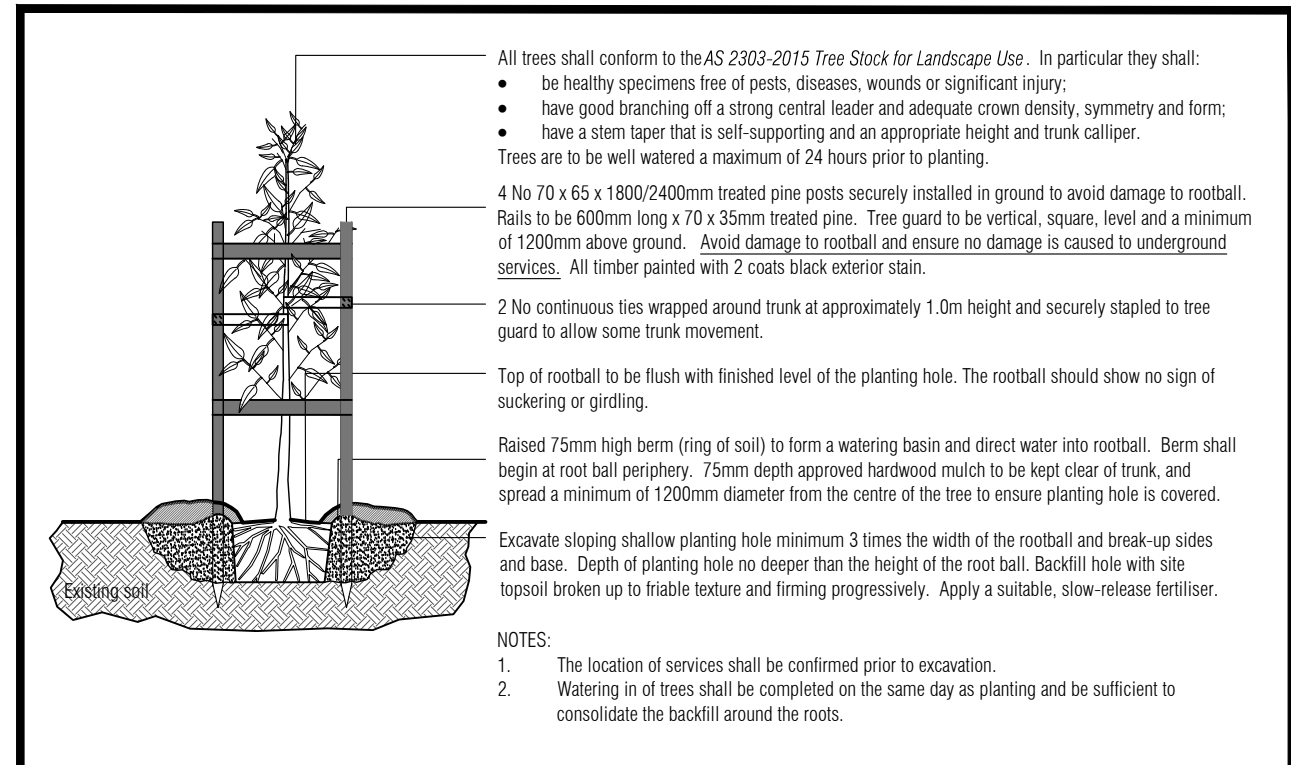 All trees shall conform to the AS 2303-2015 Tree Stock for Landscape Use. In particular they shall:
• be healthy specimens free of pests, diseases, wounds or significant injury;
• have good branching off a strong central leader and adequate crown density, symmetry and form;
• have a stem taper that is self-supporting and an appropriate height and trunk calliper.
Trees are to be well watered a maximum of 24 hours prior to planting.
4 No 70 x 65 x 1800/2400mm treated pine posts securely installed in ground to avoid damage to rootball.
Rails to be 600mm long x 70 x 35mm treated pine. Tree guard to be vertical, square, level and a minimum
of 1200mm above ground. Avoid damage to rootball and ensure no damage is caused to underground
services. All timber painted with 2 coats black exterior stain.
2 No continuous ties wrapped around trunk at approximately 1.0m height and securely stapled to tree
guard to allow some trunk movement.
Top of rootball to be flush with finished level of the planting hole. The rootball should show no sign of
suckering or girdling.
Raised 75mm high berm (ring of soil) to form a watering basin and direct water into rootball. Berm shall
begin at root ball periphery. 75mm depth approved hardwood mulch to be kept clear of trunk, and
spread a minimum of 1200mm diameter from the centre of the tree to ensure planting hole is covered.
Excavate sloping shallow planting hole minimum 3 times the width of the rootball and break-up sides
and base. Depth of planting hole no deeper than the height of the root ball. Backfill hole with site
topsoil broken up to friable texture and firming progressively. Apply a suitable, slow-release fertiliser.
Existing soil
NOTES:
1. The location of services shall be confirmed prior to excavation.
2. Watering in of trees shall be completed on the same day as planting and be sufficient to
consolidate the backfill around the roots.